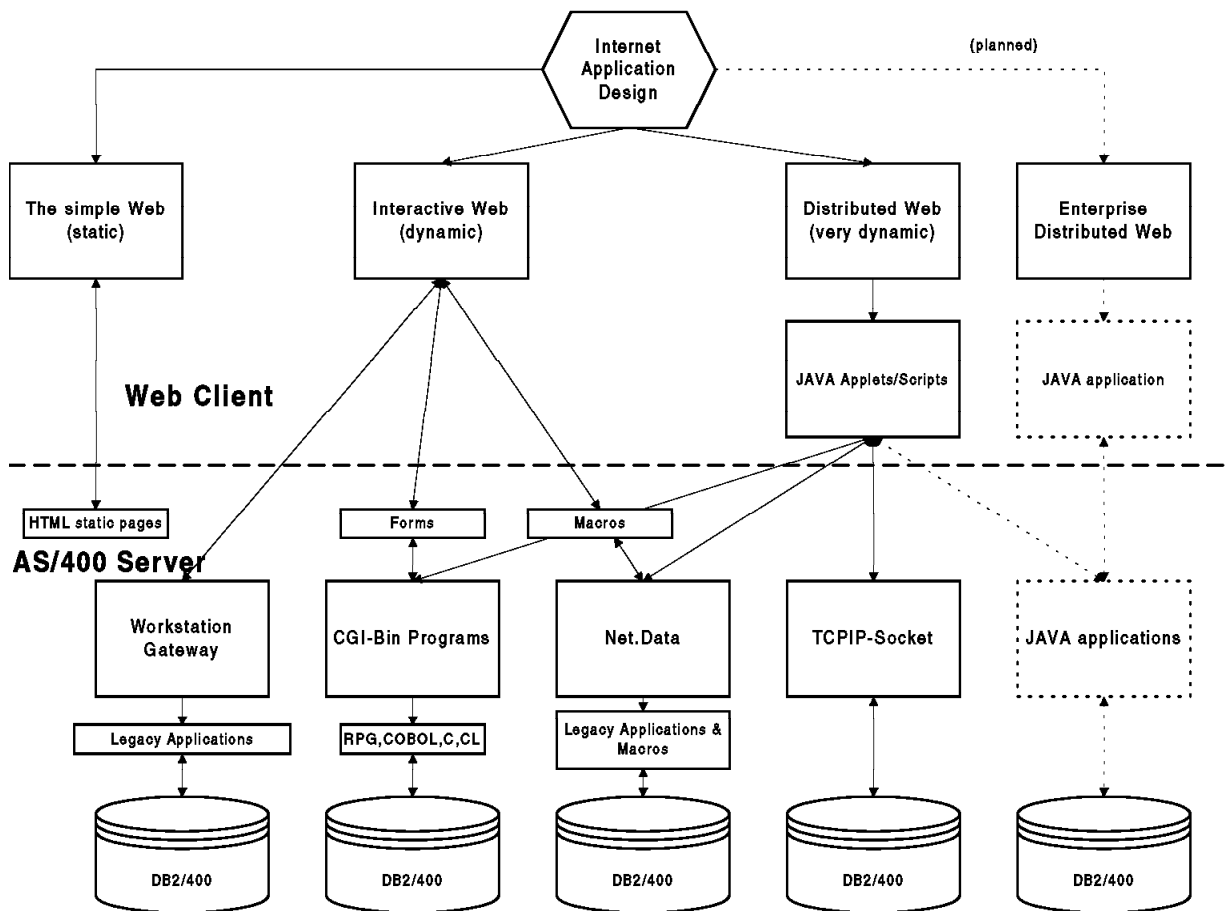 Internet
Application
Design
(planned)
The simple Web
(static)
Interactive Web
(dynamic)
Distributed Web
(very dynamic)
Enterprise
Distributed Web
JAVA Applets/Scripts
JAVA application
Web Client
HTML static pages
Forms
Macros
AS/400 Server
Workstation
Gateway
CGI-Bin Programs
Net.Data
TCPIP-Socket
JAVA applications
Legacy Applications
RPG,COBOL,C,CL
Legacy Applications &
Macros
DB2/400
DB2/400
DB2/400
DB2/400
DB2/400